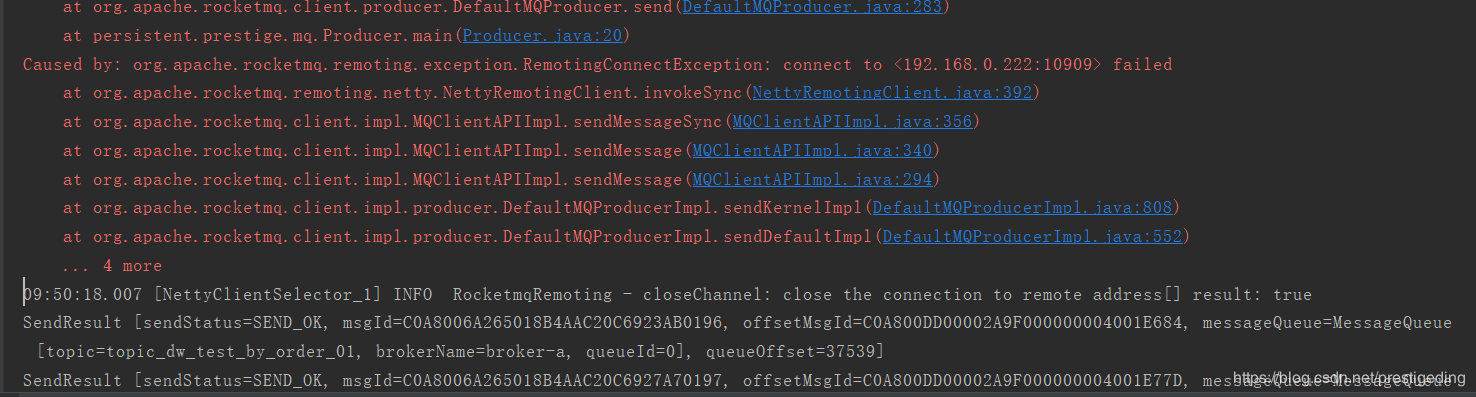 at org.apache.rocketmq.client.producer.DefaultMQProducer.send(DefaultMQProducer.java:283)
at persistent.prestige.mq.Producer.main(Producer.java:20)
Caused by: org.apache.rocketmq.remoting.exception.RemotingConnectException: connect to <192.168.0.222:10909> failed
at org.apache.rocketmq.remoting.netty.NettyRemotingClient.invokeSync(NettyRemotingClient.java:392)
at org.apache.rocketmq.client.impl.MQClientAPIImpl.sendMessageSync(MQClientAPIImpl.java:356)
at org.apache.rocketmq.client.impl.MQClientAPIImpl.sendMessage(MQClientAPIImpl.java:340)
at org.apache.rocketmq.client.impl.MQClientAPIImpl.sendMessage(MQClientAPIImpl.java:294)
at org.apache.rocketmq.client.impl.producer.DefaultMQProducerImpl.sendKernelImpl(DefaultMQProducerImpl.java:808)
at org.apache.rocketmq.client.impl.producer.DefaultMQProducerImpl.sendDefaultImpl(DefaultMQProducerImpl.java:552)
... 4 more
09:50:18.007 [NettyClientSelector_1] INFO  RocketmqRemoting - closeChannel: close the connection to remote address[] result: true
SendResult [sendStatus=SEND_OK, msgId=C0A8006A265018B4AAC20C6923AB0196, offsetMsgId=C0A800DD00002A9F000000004001E684, messageQueue=MessageQueue
[topic=topic_dw_test_by_order_01, brokerName=broker-a, queueId=0], queueOffset=37539]
SendResult [sendStatus=SEND_OK, msgId=C0A8006A265018B4AAC20C6927A70197, offsetMsgId=C0A800DD00002A9F000000004001E77D, messageQueue=MessageQueue
https://blog.csdn.net/prestigeding